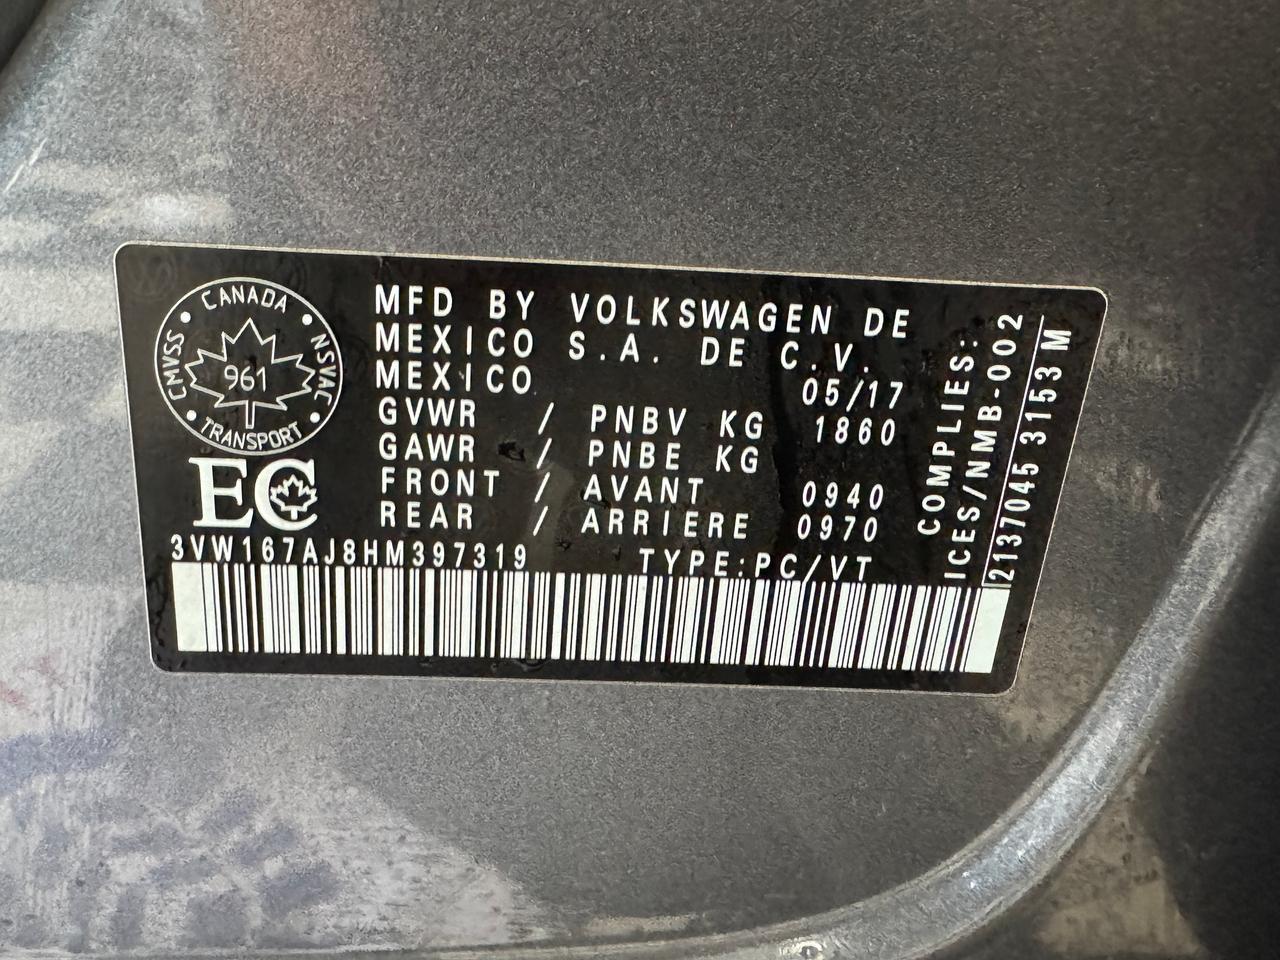 CANADA
CMVSS
NSVAC
961
TRANSPORT
EC
MFD BY VOLKSWAGEN DE
MEXICO S.A. DE C.V.
MEXICO 05/17
GVWR / PNBV KG 1860
GAWR / PNBE KG
FRONT / AVANT 0940
REAR / ARRIERE 0970
3VW167AJ8HM397319 TYPE:PC/VT
COMPLIES:
ICES/NMB-002
2137045 3153 M